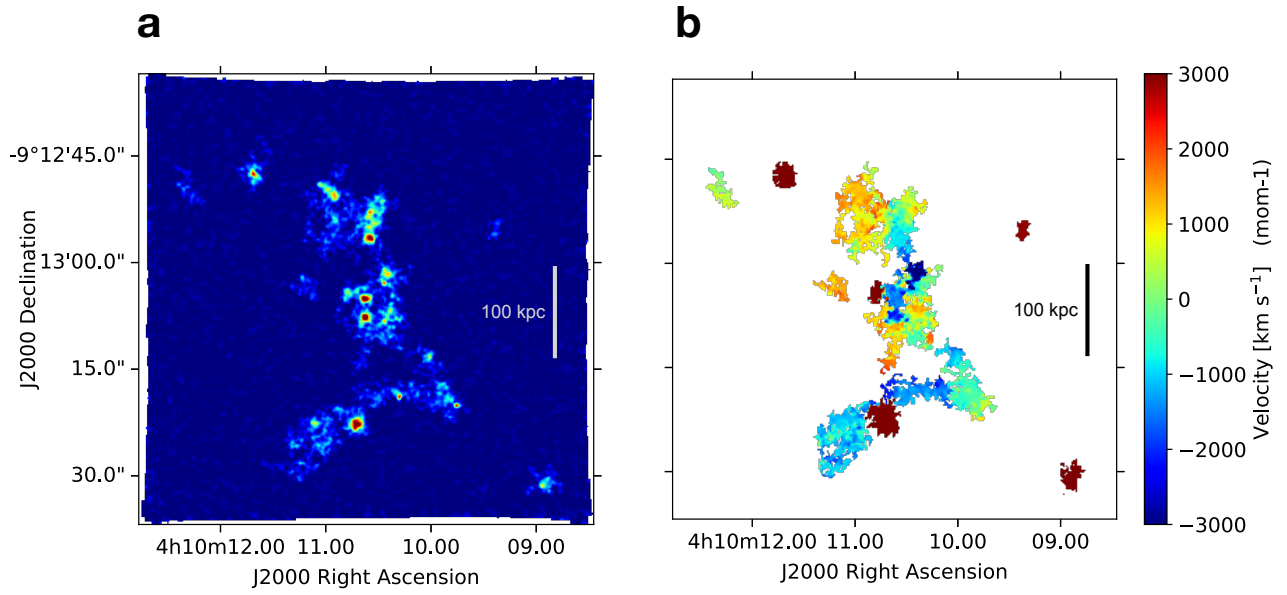 a
b
-9°12'45.0"
13'00.0"
15.0"
30.0"
J2000 Declination
100 kpc
4h10m12.00
11.00
10.00
09.00
J2000 Right Ascension
100 kpc
4h10m12.00
11.00
10.00
09.00
J2000 Right Ascension
3000
2000
1000
0
−1000
−2000
−3000
Velocity [km s⁻¹] (mom-1)